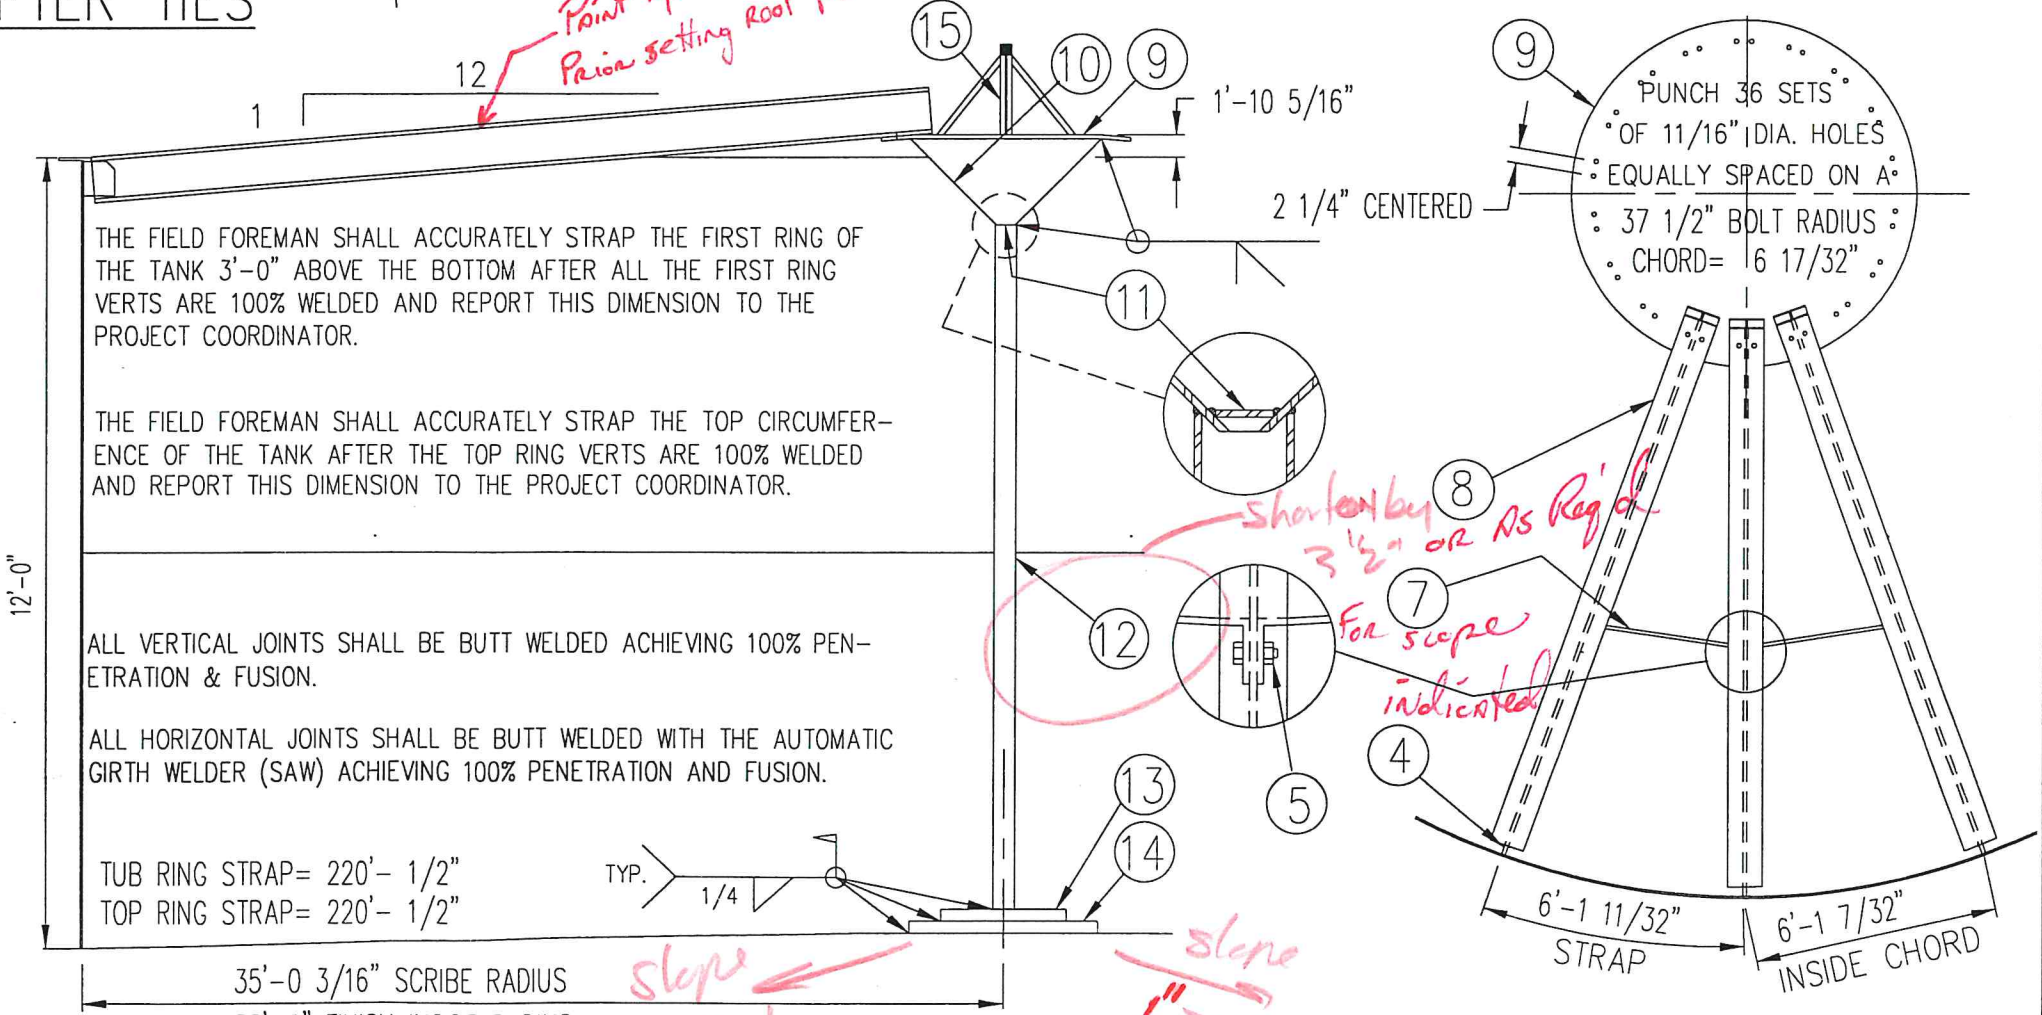 TIES
PAINT
Prior setting Roof
12
1
15
10
9
1'-10 5/16"
2 1/4" CENTERED
9
PUNCH 36 SETS
OF 11/16" DIA. HOLES
EQUALLY SPACED ON A
37 1/2" BOLT RADIUS
CHORD= 6 17/32"
THE FIELD FOREMAN SHALL ACCURATELY STRAP THE FIRST RING OF
THE TANK 3'-0" ABOVE THE BOTTOM AFTER ALL THE FIRST RING
VERTS ARE 100% WELDED AND REPORT THIS DIMENSION TO THE
PROJECT COORDINATOR.
11
THE FIELD FOREMAN SHALL ACCURATELY STRAP THE TOP CIRCUMFER-
ENCE OF THE TANK AFTER THE TOP RING VERTS ARE 100% WELDED
AND REPORT THIS DIMENSION TO THE PROJECT COORDINATOR.
8
shorten by
3 1/2" OR AS Req'd
For slope
indicated
12'-0"
7
12
ALL VERTICAL JOINTS SHALL BE BUTT WELDED ACHIEVING 100% PEN-
ETRATION & FUSION.
ALL HORIZONTAL JOINTS SHALL BE BUTT WELDED WITH THE AUTOMATIC
GIRTH WELDER (SAW) ACHIEVING 100% PENETRATION AND FUSION.
4
5
13
14
TUB RING STRAP= 220'- 1/2"
TOP RING STRAP= 220'- 1/2"
TYP.
1/4
6'-1 11/32"
STRAP
6'-1 7/32"
INSIDE CHORD
slope
slope
1"
35'-0 3/16" SCRIBE RADIUS